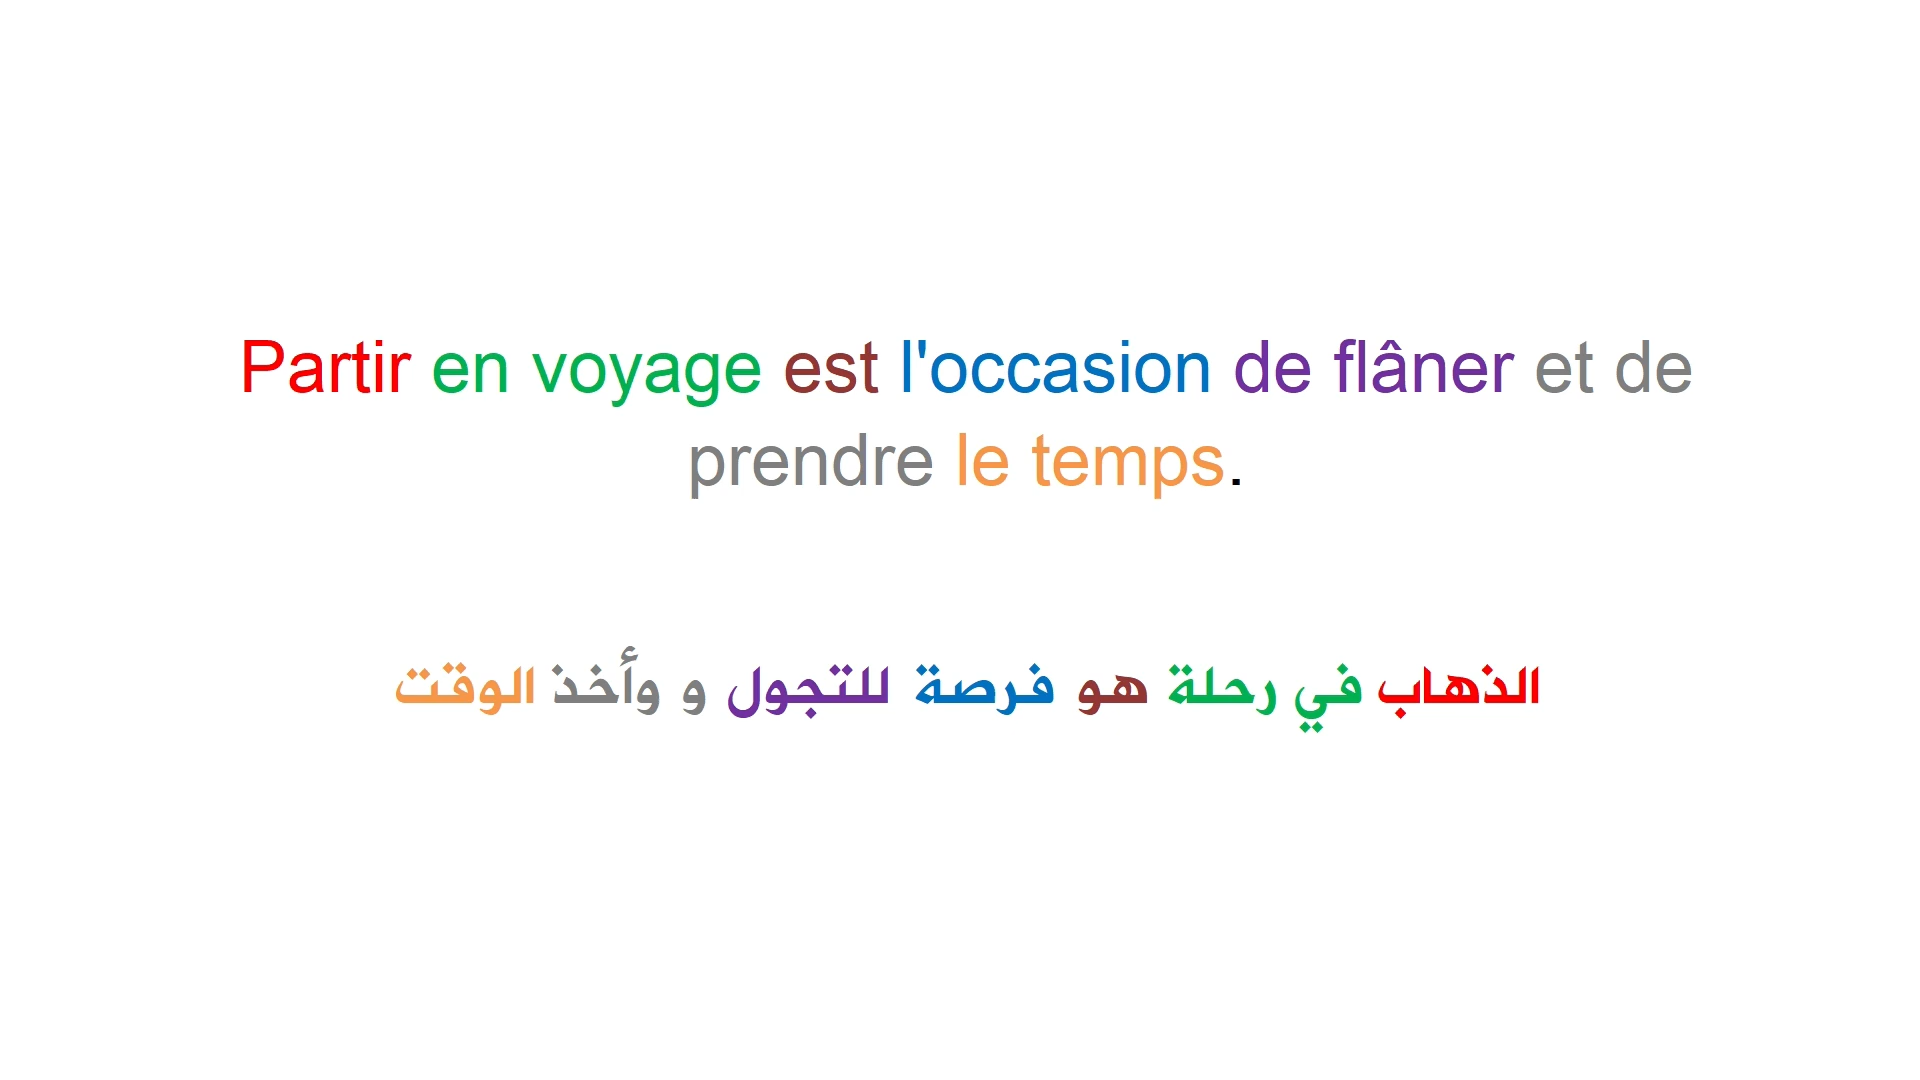 Partir en voyage est l'occasion de flâner et de
prendre le temps.
الذهاب في رحلة هو فرصة للتجول و وأخذ الوقت